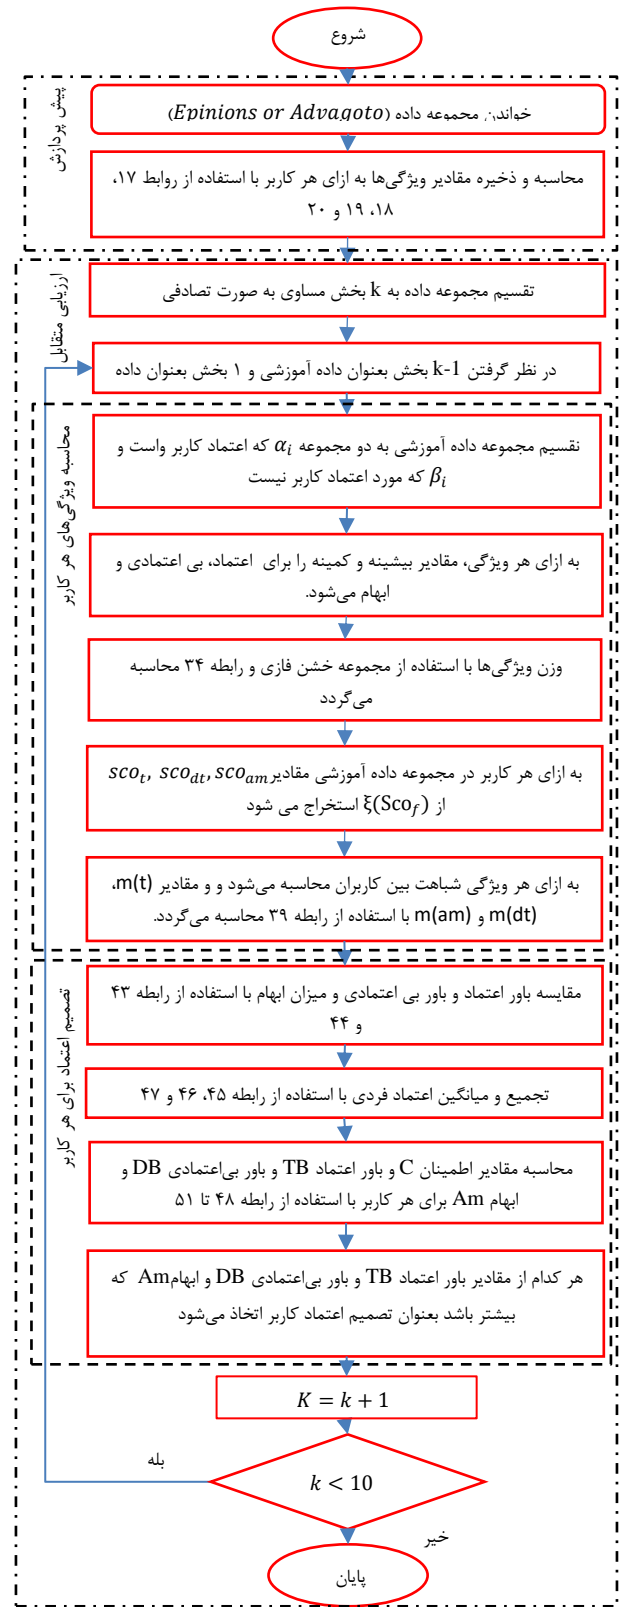 شروع
پیش پردازش
خواندن مجموعه داده (Epinions or Advagoto)
محاسبه و ذخیره مقادیر ویژگی‌ها به ازای هر کاربر با استفاده از روابط ۱۷،
۱۸، ۱۹ و ۲۰
ارزیابی متقابل
تقسیم مجموعه داده به k بخش مساوی به صورت تصادفی
در نظر گرفتن k-1 بخش بعنوان داده آموزشی و ۱ بخش بعنوان داده
محاسبه ویژگی‌های هر کاربر
نقسیم مجموعه داده آموزشی به دو مجموعه αi که اعتماد کاربر واست و
βi که مورد اعتماد کاربر نیست
به ازای هر ویژگی، مقادیر بیشینه و کمینه را برای اعتماد، بی اعتمادی و
ابهام می‌شود.
وزن ویژگی‌ها با استفاده از مجموعه خشن فازی و رابطه ۳۴ محاسبه
می‌گردد
به ازای هر کاربر در مجموعه داده آموزشی مقادیر scot, scodt, scoam
از ξ(Scof) استخراج می شود
به ازای هر ویژگی شباهت بین کاربران محاسبه می‌شود و و مقادیر m(t)،
m(dt) و m(am) با استفاده از رابطه ۳۹ محاسبه می‌گردد.
تصمیم اعتماد برای هر کاربر
مقایسه باور اعتماد و باور بی اعتمادی و میزان ابهام با استفاده از رابطه ۴۳
و ۴۴
تجمیع و میانگین اعتماد فردی با استفاده از رابطه ۴۵، ۴۶ و ۴۷
محاسبه مقادیر اطمینان C و باور اعتماد TB و باور بی‌اعتمادی DB و
ابهام Am برای هر کاربر با استفاده از رابطه ۴۸ تا ۵۱
هر کدام از مقادیر باور اعتماد TB و باور بی‌اعتمادی DB و ابهامAm که
بیشتر باشد بعنوان تصمیم اعتماد کاربر اتخاذ می‌شود
K = k + 1
k < 10
بله
خیر
پایان